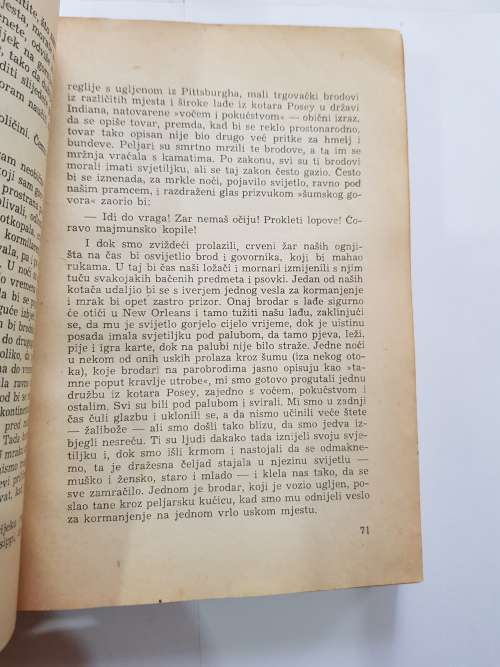 reglije s ugljenom iz Pittsburgha, mali trgovački brodovi
iz različitih mjesta i široke lađe iz kotara Posey u državi
Indiana, natovarene »voćem i pokućstvom« — obični izraz,
da se opiše tovar, premda, kad bi se reklo prostonarodno,
tovar tako opisan nije bio drugo već pritke za hmelj i
bundeve. Peljari su smrtno mrzili te brodove, a ta im se
mržnja vraćala s kamatima. Po zakonu, svi su ti brodovi
morali imati svjetiljku, ali se taj zakon često gazio. Oned
bi se iznenada, za mrkle noći, pojavilo svijetlo, ravno pod
našim pramcem, i razdraženi glas prizvukom »šumskog go-
vora« zaorio bi:
— Idi do vraga! Zar nemaš očiju! Prokleti lopove! Ćo-
ravo majmunsko kopile!
I dok smo zviždeći prolazili, crveni žar naših ognji-
šta na čas bi osvijetlio brod i govornika, koji bi mahao
rukama. U taj bi čas naši ložači i mornari izmijenili s njim
tuču svakojakih bačenih predmeta i psovki. Jedan od naših
kotača udaljio bi se s iverjem jednog vesla za kormanjenje
i mrak bi opet zastro prizor. Onaj brodar s lađe sigurno
će otići u New Orleans i tamo tužiti našu lađu, zaklinjući
se, da mu je svijetlo gorjelo cijelo vrijeme, dok je uistinu
posada imala svjetiljku pod palubom, da tamo pjeva, leži,
pije i igra karte, dok na palubi nije bilo straže. Jedne noći
u nekom od onih uskih prolaza kroz šumu (iza nekog oto-
ka), koje brodari na parobrodima jasno opisuju kao »ta-
mne poput kravlje utrobe«, mi smo gotovo progutali jednu
družbu iz kotara Posey, zajedno s voćem, pokućstvom i
ostalim. Svi su bili pod palubom i svirali. Mi smo u zadnji
čas čuli glazbu i uklonili se, a da nismo učinili veće štete
— žalibože — ali smo došli tako blizu, da smo jedva iz-
bjegli nesreću. Ti su ljudi dakako tada iznijeli svoju svje-
tiljku i, dok smo išli krmom i nastojali da se odmakne-
mo, ta je dražesna čeljad stajala u njezinu svijetlu —
muško i žensko, staro i mlado — i klela nas tako, da se
sve zamračilo. Jednom je brodar, koji je vozio ugljen, po-
slao tane kroz peljarsku kućicu, kad smo mu odnijeli veslo
za kormanjenje na jednom vrlo uskom mjestu.
71